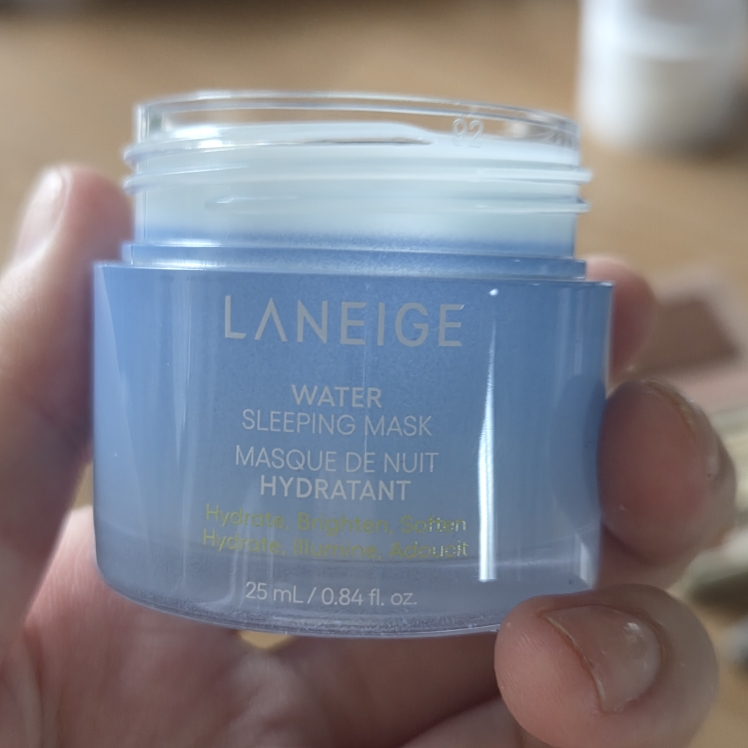 92
LANEIGE
WATER
SLEEPING MASK
MASQUE DE NUIT
HYDRATANT
Hydrate, Brighten, Soften
Hydrate, Illumine, Adoucit
25 mL / 0.84 fl. oz.